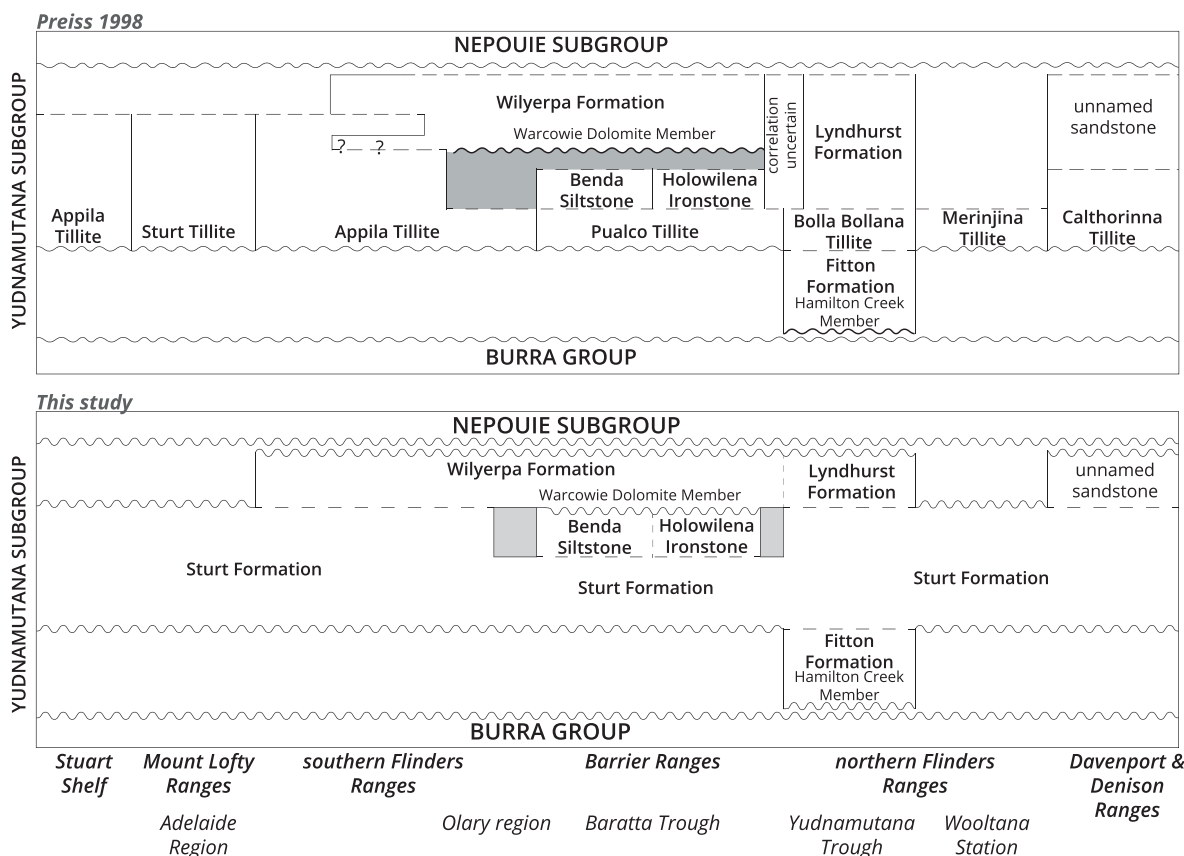 Preiss 1998
NEPOUIE SUBGROUP
YUDNAMUTANA SUBGROUP
Wilyerpa Formation
Warcowie Dolomite Member
correlation
uncertain
Lyndhurst
Formation
unnamed
sandstone
? ?
Benda
Siltstone
Holowilena
Ironstone
Appila
Tillite
Sturt Tillite
Appila Tillite
Pualco Tillite
Bolla Bollana
Tillite
Merinjina
Tillite
Calthorinna
Tillite
Fitton
Formation
Hamilton Creek
Member
BURRA GROUP
This study
NEPOUIE SUBGROUP
YUDNAMUTANA SUBGROUP
Wilyerpa Formation
Warcowie Dolomite Member
Lyndhurst
Formation
unnamed
sandstone
Benda
Siltstone
Holowilena
Ironstone
Sturt Formation
Sturt Formation
Sturt Formation
Fitton
Formation
Hamilton Creek
Member
BURRA GROUP
Stuart
Shelf
Mount Lofty
Ranges
southern Flinders
Ranges
Barrier Ranges
northern Flinders
Ranges
Davenport &
Denison
Ranges
Adelaide
Region
Olary region
Baratta Trough
Yudnamutana
Trough
Wooltana
Station